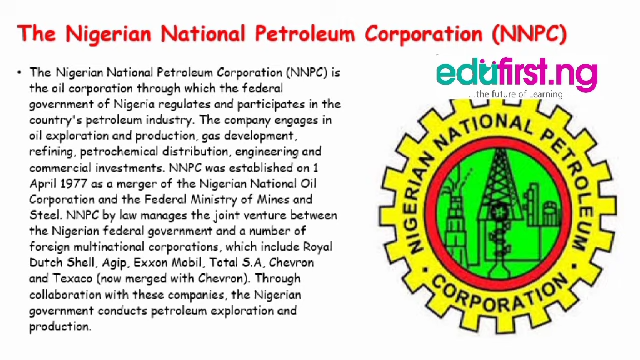 The Nigerian National Petroleum Corporation (NNPC)
• The Nigerian National Petroleum Corporation (NNPC) is
the oil corporation through which the federal
government of Nigeria regulates and participates in the
country's petroleum industry. The company engages in
oil exploration and production, gas development,
refining, petrochemical distribution, engineering and
commercial investments. NNPC was established on 1
April 1977 as a merger of the Nigerian National Oil
Corporation and the Federal Ministry of Mines and
Steel. NNPC by law manages the joint venture between
the Nigerian federal government and a number of
foreign multinational corporations, which include Royal
Dutch Shell, Agip, Exxon Mobil, Total S.A, Chevron
and Texaco (now merged with Chevron). Through
collaboration with these companies, the Nigerian
government conducts petroleum exploration and
production.
edufirst.ng
...the future of learning
NIGERIAN NATIONAL PETROLEUM
• CORPORATION •